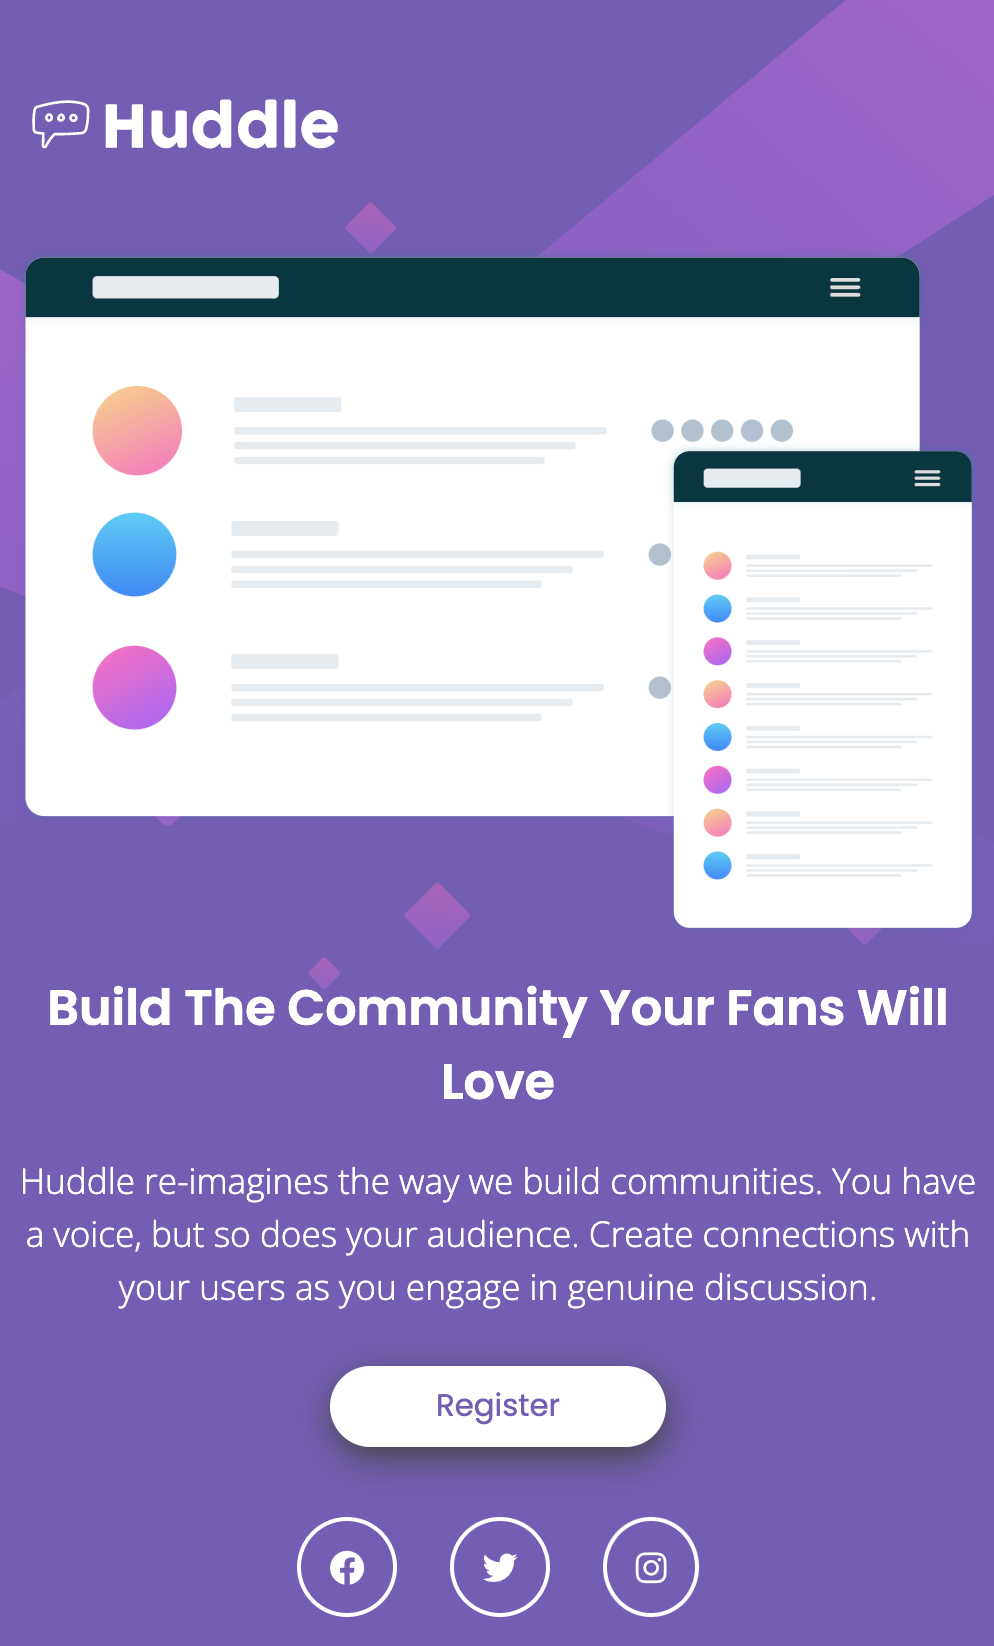 Huddle
Build The Community Your Fans Will
Love
Huddle re-imagines the way we build communities. You have
a voice, but so does your audience. Create connections with
your users as you engage in genuine discussion.
Register